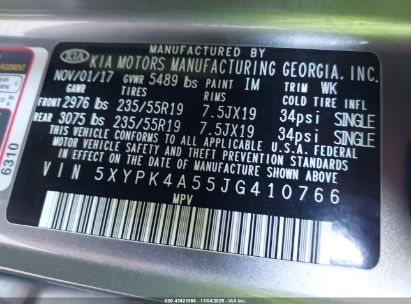 MANUFACTURED BY
KIA KIA MOTORS MANUFACTURING GEORGIA, INC.
NOV/01/17 GVWR 5489 lbs PAINT IM TRIM WK
GAWR TIRES RIMS COLD TIRE INFL
FRONT 2976 lbs 235/55R19 7.5JX19 34psi SINGLE
REAR 3075 lbs 235/55R19 7.5JX19 34psi SINGLE
THIS VEHICLE CONFORMS TO ALL APPLICABLE U.S.A. FEDERAL
MOTOR VEHICLE SAFETY AND THEFT PREVENTION STANDARDS
IN EFFECT ON THE DATE OF MANUFACTURE SHOWN ABOVE.
VIN 5XYPK4A55JG410766
MPV
6310